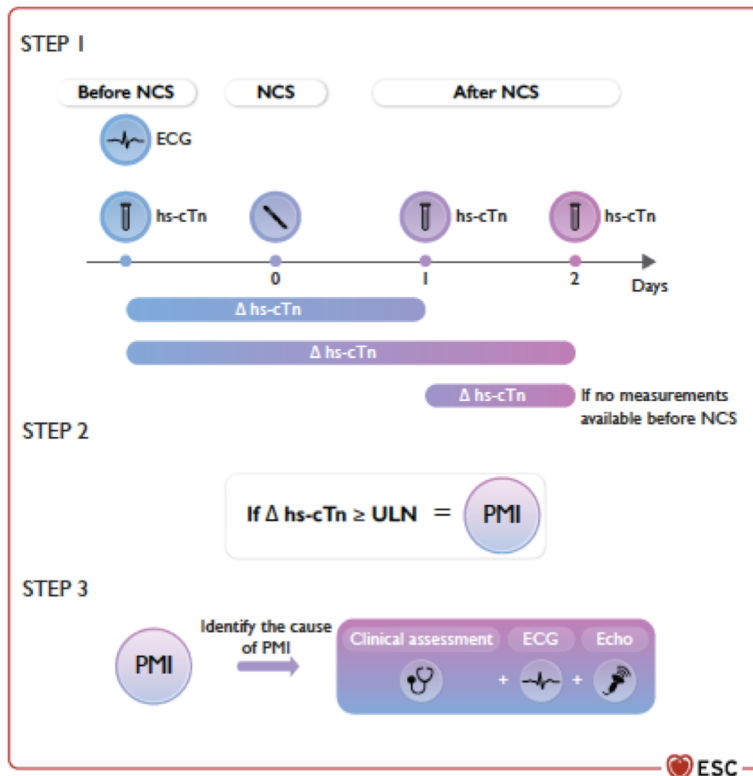 STEP 1
Before NCS NCS After NCS
ECG
hs-cTn hs-cTn hs-cTn
0 1 2 Days
Δ hs-cTn
Δ hs-cTn
Δ hs-cTn If no measurements
available before NCS
STEP 2
If Δ hs-cTn ≥ ULN = PMI
STEP 3
Identify the cause
of PMI
PMI
Clinical assessment ECG Echo
+ +
ESC